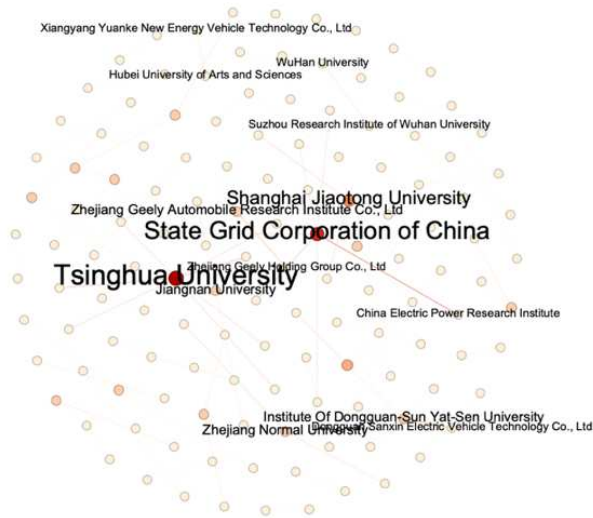 Xiangyang Yuanke New Energy Vehicle Technology Co., Ltd
WuHan University
Hubei University of Arts and Sciences
Suzhou Research Institute of Wuhan University
Shanghai Jiaotong University
Zhejiang Geely Automobile Research Institute Co., Ltd
State Grid Corporation of China
Zhejiang Geely Holding Group Co., Ltd
Tsinghua University
Jiangnan University
China Electric Power Research Institute
Institute Of Dongguan-Sun Yat-Sen University
Dongguan Sanxin Electric Vehicle Technology Co., Ltd
Zhejiang Normal University